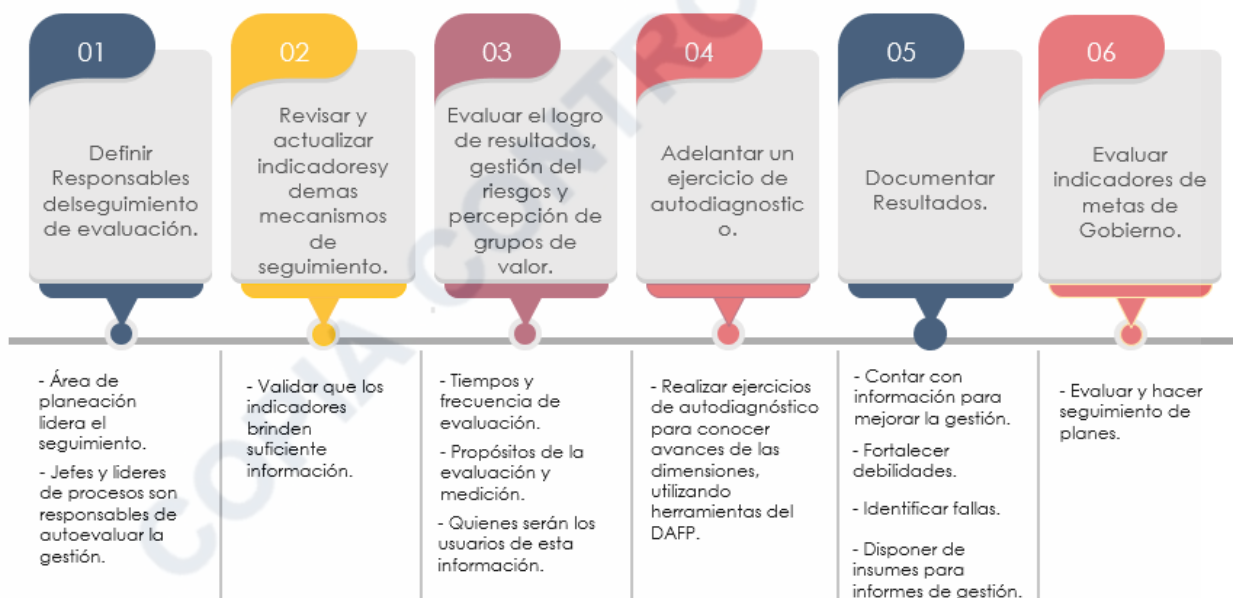 01
Definir
Responsables
delseguimiento
de evaluación.
02
Revisar y
actualizar
indicadoresy
demas
mecanismos
de
seguimiento.
03
Evaluar el logro
de resultados,
gestión del
riesgos y
percepción de
grupos de
valor.
04
Adelantar un
ejercicio de
autodiagnostic
o.
05
Documentar
Resultados.
06
Evaluar
indicadores de
metas de
Gobierno.
- Área de
planeación
lidera el
seguimiento.
- Jefes y lideres
de procesos son
responsables de
autoevaluar la
gestión.
- Validar que los
indicadores
brinden
suficiente
información.
- Tiempos y
frecuencia de
evaluación.
- Propósitos de la
evaluación y
medición.
- Quienes serán los
usuarios de esta
información.
- Realizar ejercicios
de autodiagnóstico
para conocer
avances de las
dimensiones,
utilizando
herramientas del
DAFP.
- Contar con
información para
mejorar la gestión.
- Fortalecer
debilidades.
- Identificar fallas.
- Disponer de
insumes para
informes de gestión.
- Evaluar y hacer
seguimiento de
planes.
COPIA CONTRO